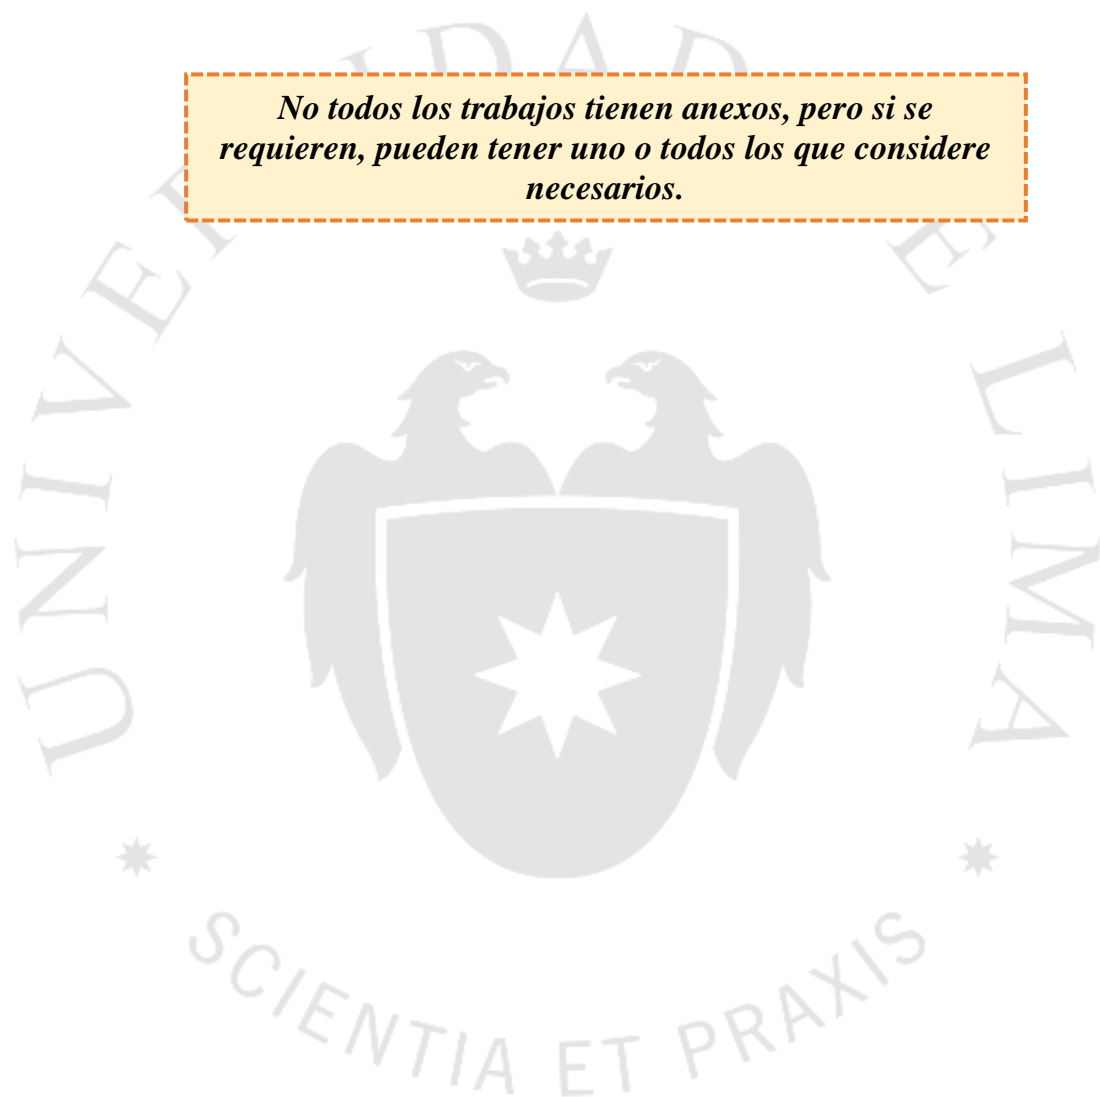 No todos los trabajos tienen anexos, pero si se
requieren, pueden tener uno o todos los que considere
necesarios.
UNIVERSIDAD DE LIMA
SCIENTIA ET PRAXIS